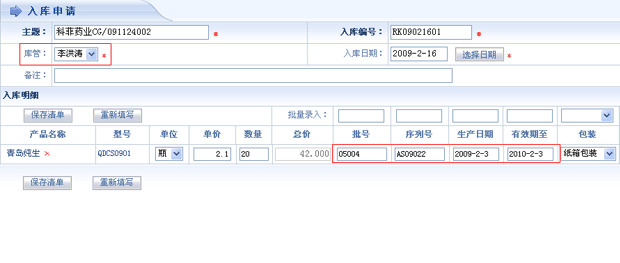 入库申请
主题： 科菲药业CG/091124002 * 入库编号： RK09021601 *
库管： 李洪涛 * 入库日期： 2009-2-16 选择日期 *
备注：
入库明细
保存清单 重新填写 批量录入：
产品名称 型号 单位 单价 数量 总价 批号 序列号 生产日期 有效期至 包装
青岛纯生 × QDCS0901 瓶 2.1 20 42.000 05004 AS09022 2009-2-3 2010-2-3 纸箱包装
保存清单 重新填写